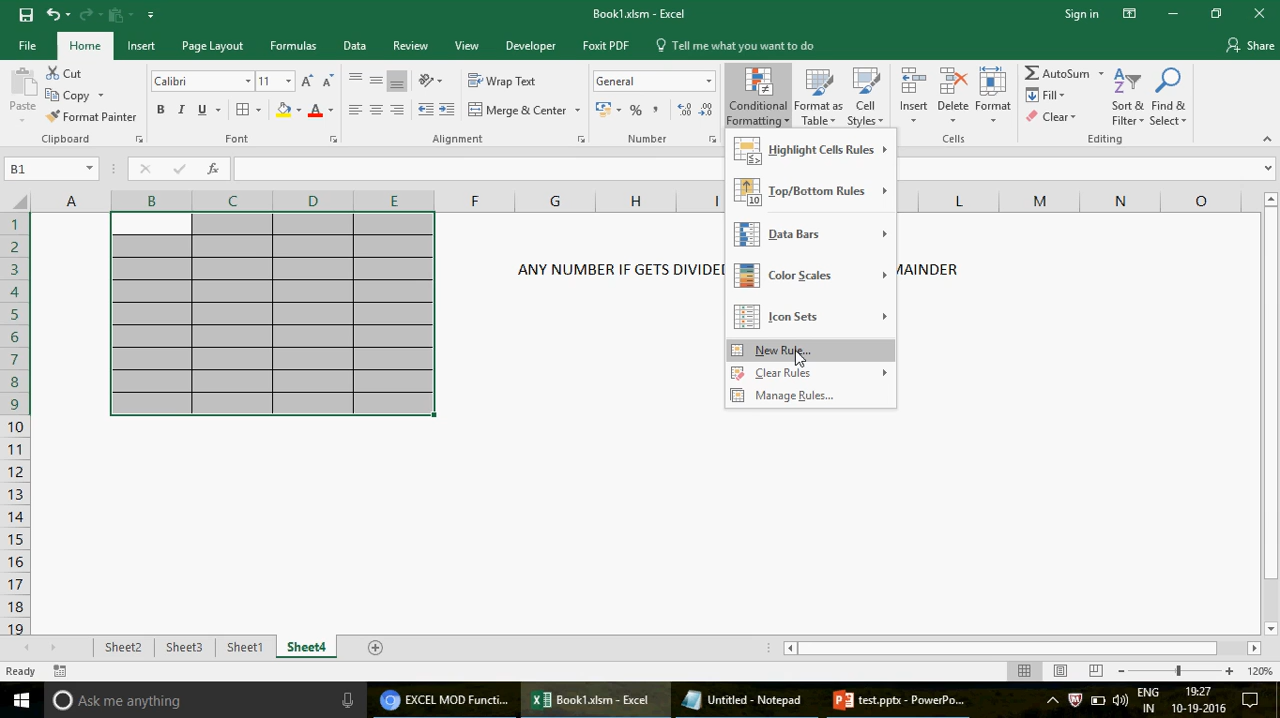 Book1.xlsm - Excel
Sign in
File Home Insert Page Layout Formulas Data Review View Developer Foxit PDF Tell me what you want to do Share
Paste
Cut
Copy
Format Painter
Clipboard
Calibri 11
B I U A
Font
Wrap Text
Merge & Center
Alignment
General
% ,
Number
Conditional Formatting
Format as Table
Cell Styles
Insert Delete Format
Cells
AutoSum
Fill
Clear
Sort & Filter
Find & Select
Editing
B1 fx
Highlight Cells Rules
Top/Bottom Rules
Data Bars
Color Scales
Icon Sets
New Rule...
Clear Rules
Manage Rules...
A B C D E F G H I L M N O
1
2
3 ANY NUMBER IF GETS DIVIDED
4
5
6
7
8
9
10
11
12
13
14
15
16
17
18
19
Sheet2 Sheet3 Sheet1 Sheet4
Ready 120%
Ask me anything
EXCEL MOD Functi...
Book1.xlsm - Excel
Untitled - Notepad
test.pptx - PowerPo...
ENG
IN
19:27
10-19-2016